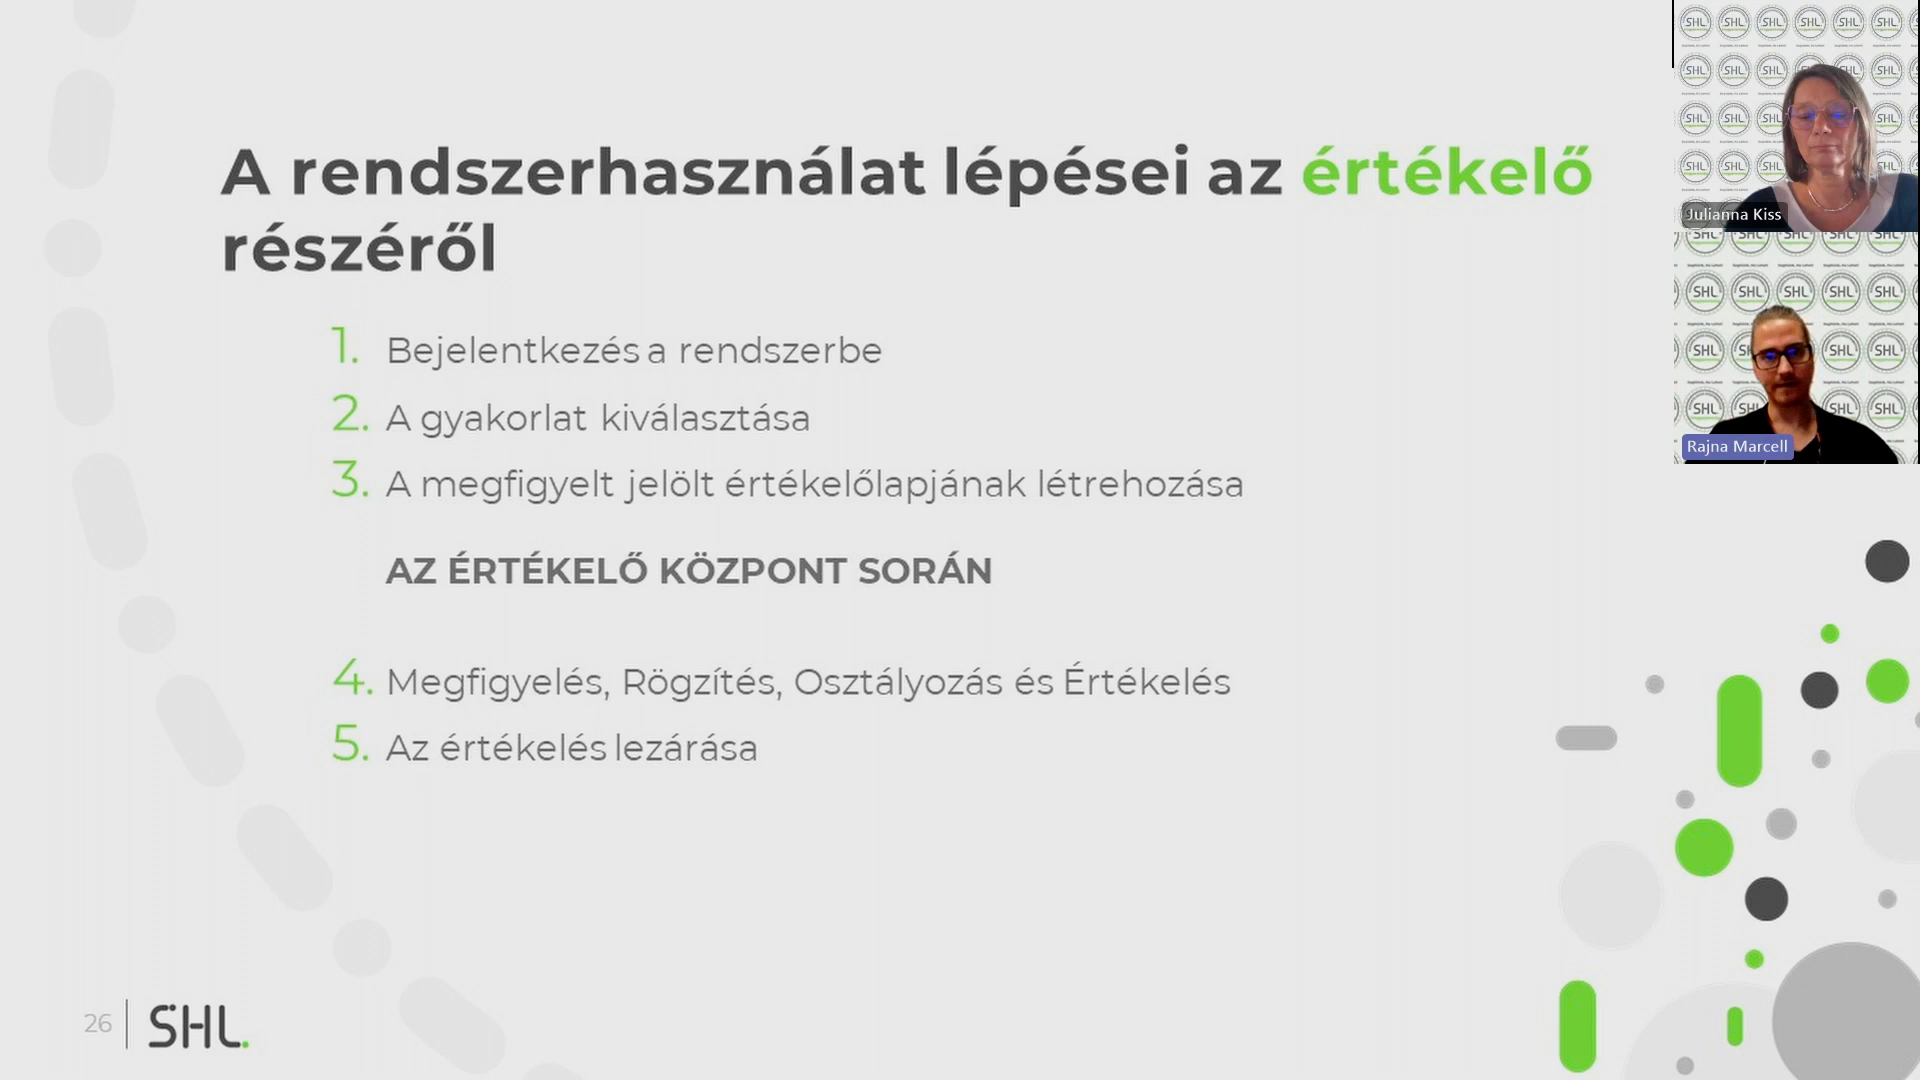 A rendszerhasználat lépései az értékelő
részéről
1. Bejelentkezés a rendszerbe
2. A gyakorlat kiválasztása
3. A megfigyelt jelölt értékelőlapjának létrehozása
AZ ÉRTÉKELŐ KÖZPONT SORÁN
4. Megfigyelés, Rögzítés, Osztályozás és Értékelés
5. Az értékelés lezárása
26
SHL.
Julianna Kiss
Rajna Marcell